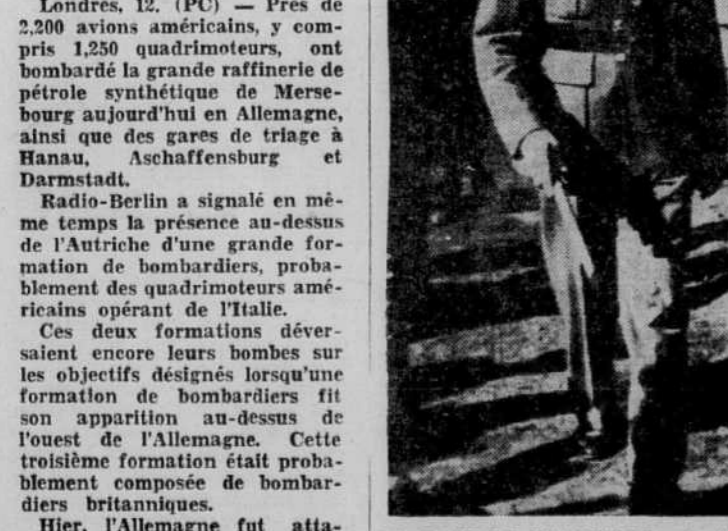 Londres, 12. (PC) — Près de
2,200 avions américains, y com-
pris 1,250 quadrimoteurs, ont
bombardé la grande raffinerie de
pétrole synthétique de Merse-
bourg aujourd'hui en Allemagne,
ainsi que des gares de triage à
Hanau, Aschaffensburg et
Darmstadt.
Radio-Berlin a signalé en mê-
me temps la présence au-dessus
de l'Autriche d'une grande for-
mation de bombardiers, proba-
blement des quadrimoteurs amé-
ricains opérant de l'Italie.
Ces deux formations déver-
saient encore leurs bombes sur
les objectifs désignés lorsqu'une
formation de bombardiers fit
son apparition au-dessus de
l'ouest de l'Allemagne. Cette
troisième formation était proba-
blement composée de bombar-
diers britanniques.
Hier, l'Allemagne fut atta-